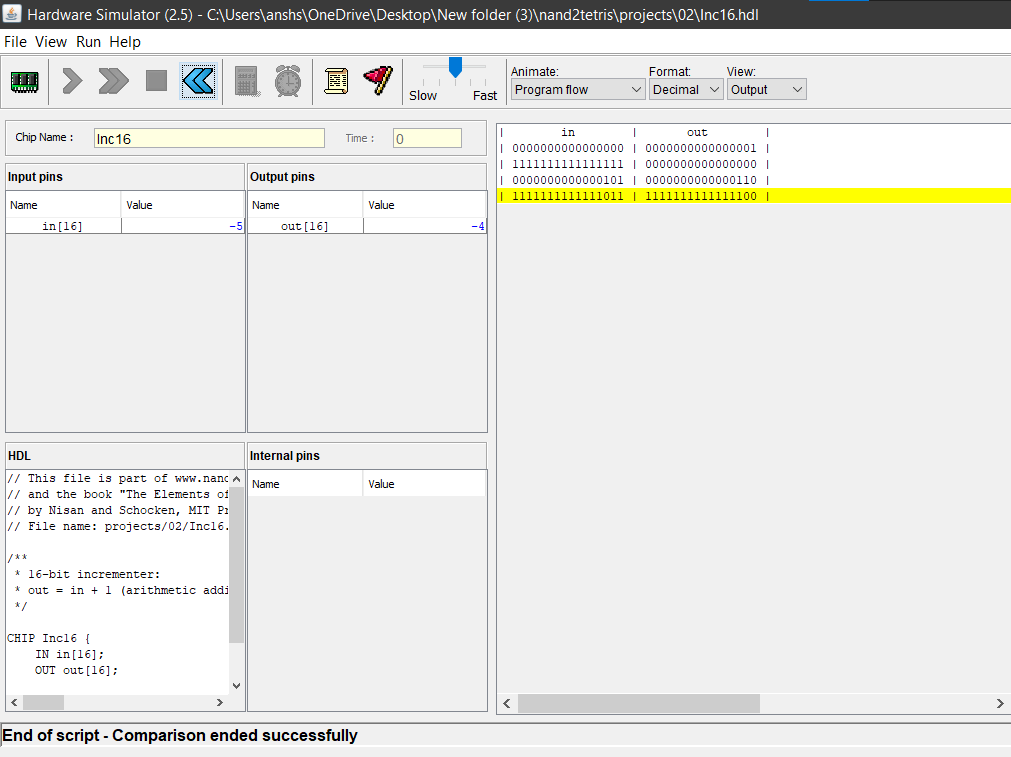 Hardware Simulator (2.5) - C:\Users\anshs\OneDrive\Desktop\New folder (3)\nand2tetris\projects\02\Inc16.hdl
File View Run Help
Slow Fast
Animate: Format: View:
Program flow Decimal Output
Chip Name : Inc16 Time : 0
Input pins
Name Value
in[16] -5
Output pins
Name Value
out[16] -4
HDL
// This file is part of www.nand
// and the book "The Elements of
// by Nisan and Schocken, MIT Pr
// File name: projects/02/Inc16.
/**
* 16-bit incrementer:
* out = in + 1 (arithmetic addi
*/
CHIP Inc16 {
IN in[16];
OUT out[16];
Internal pins
Name Value
| in | out |
| 0000000000000000 | 0000000000000001 |
| 1111111111111111 | 0000000000000000 |
| 0000000000000101 | 0000000000000110 |
| 1111111111111011 | 1111111111111100 |
End of script - Comparison ended successfully